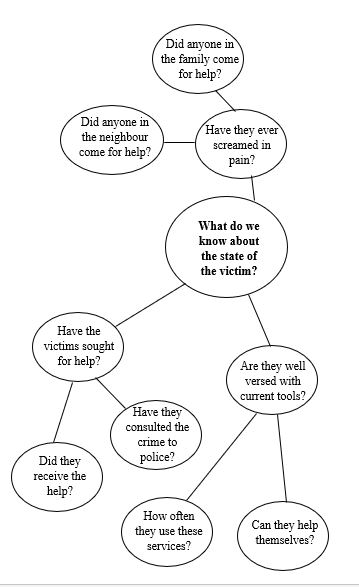 Did anyone in
the family come
for help?
Did anyone in
the neighbour
come for help?
Have they ever
screamed in
pain?
What do we
know about
the state of
the victim?
Have the
victims sought
for help?
Are they well
versed with
current tools?
Have they
consulted the
crime to
police?
Did they
receive the
help?
How often
they use these
services?
Can they help
themselves?